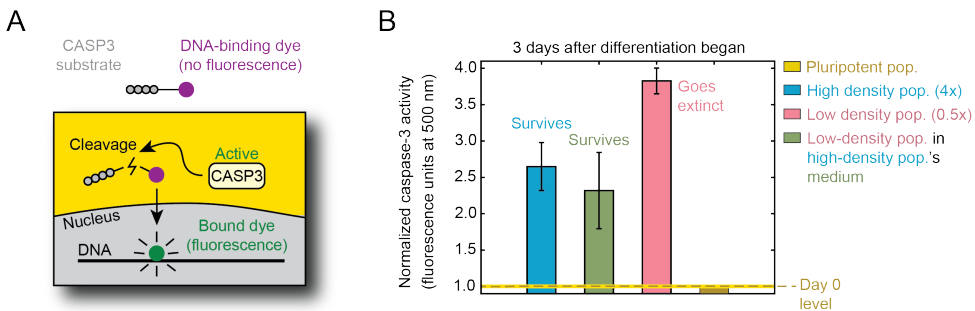 A
CASP3
substrate
DNA-binding dye
(no fluorescence)
Cleavage
Active
CASP3
Nucleus
Bound dye
(fluorescence)
DNA
B
3 days after differentiation began
Normalized caspase-3 activity
(fluorescence units at 500 nm)
4.0
3.5
3.0
2.5
2.0
1.5
1.0
Survives
Survives
Goes
extinct
Day 0
level
Pluripotent pop.
High density pop. (4x)
Low density pop. (0.5x)
Low-density pop. in
high-density pop.'s
medium